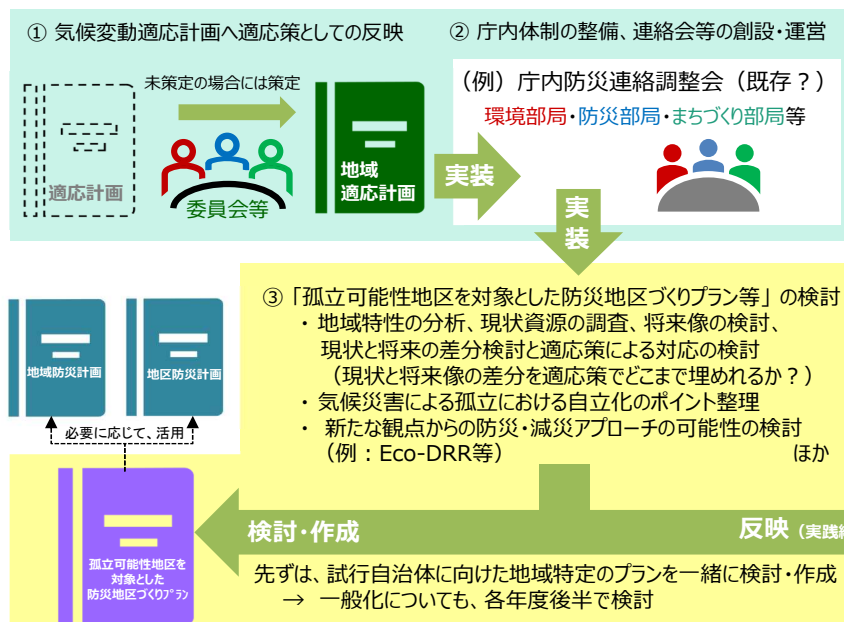 ① 気候変動適応計画へ適応策としての反映
② 庁内体制の整備、連絡会等の創設・運営
未策定の場合には策定
適応計画
委員会等
地域
適応計画
実装
（例）庁内防災連絡調整会（既存？）
環境部局・防災部局・まちづくり部局等
実
装
③「孤立可能性地区を対象とした防災地区づくりプラン等」の検討
・ 地域特性の分析、現状資源の調査、将来像の検討、
現状と将来の差分検討と適応策による対応の検討
（現状と将来像の差分を適応策でどこまで埋めれるか？）
・ 気候災害による孤立における自立化のポイント整理
・ 新たな観点からの防災・減災アプローチの可能性の検討
（例：Eco-DRR等）　ほか
地域防災計画
地区防災計画
必要に応じて、活用
孤立可能性地区を
対象とした
防災地区づくりプラン
検討・作成
反映（実践
先ずは、試行自治体に向けた地域特定のプランを一緒に検討・作成
→ 一般化についても、各年度後半で検討